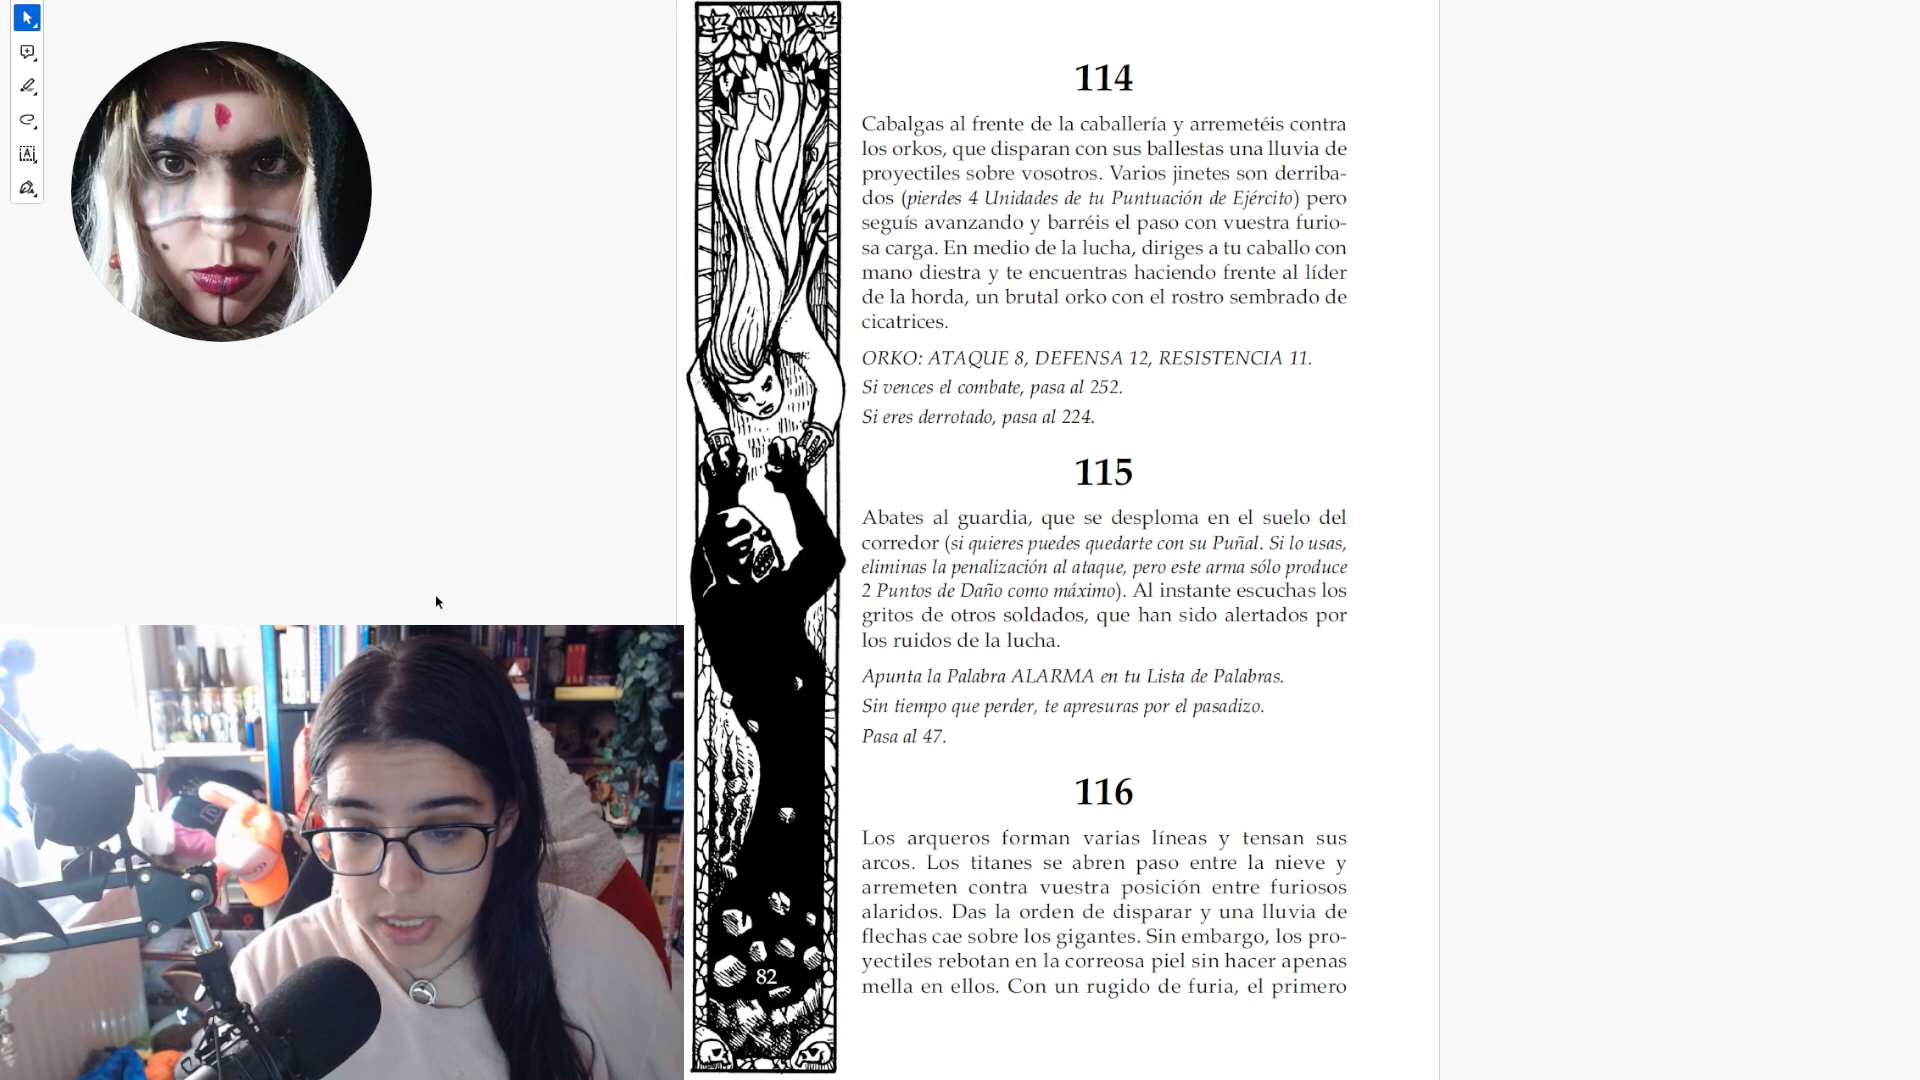 114
Cabalgas al frente de la caballería y arremetéis contra
los orkos, que disparan con sus ballestas una lluvia de
proyectiles sobre vosotros. Varios jinetes son derriba-
dos (pierdes 4 Unidades de tu Puntuación de Ejército) pero
seguís avanzando y barréis el paso con vuestra furio-
sa carga. En medio de la lucha, diriges a tu caballo con
mano diestra y te encuentras haciendo frente al líder
de la horda, un brutal orko con el rostro sembrado de
cicatrices.
ORKO: ATAQUE 8, DEFENSA 12, RESISTENCIA 11.
Si vences el combate, pasa al 252.
Si eres derrotado, pasa al 224.
115
Abates al guardia, que se desploma en el suelo del
corredor (si quieres puedes quedarte con su Puñal. Si lo usas,
eliminas la penalización al ataque, pero este arma sólo produce
2 Puntos de Daño como máximo). Al instante escuchas los
gritos de otros soldados, que han sido alertados por
los ruidos de la lucha.
Apunta la Palabra ALARMA en tu Lista de Palabras.
Sin tiempo que perder, te apresuras por el pasadizo.
Pasa al 47.
116
Los arqueros forman varias líneas y tensan sus
arcos. Los titanes se abren paso entre la nieve y
arremeten contra vuestra posición entre furiosos
alaridos. Das la orden de disparar y una lluvia de
flechas cae sobre los gigantes. Sin embargo, los pro-
yectiles rebotan en la correosa piel sin hacer apenas
mella en ellos. Con un rugido de furia, el primero
82